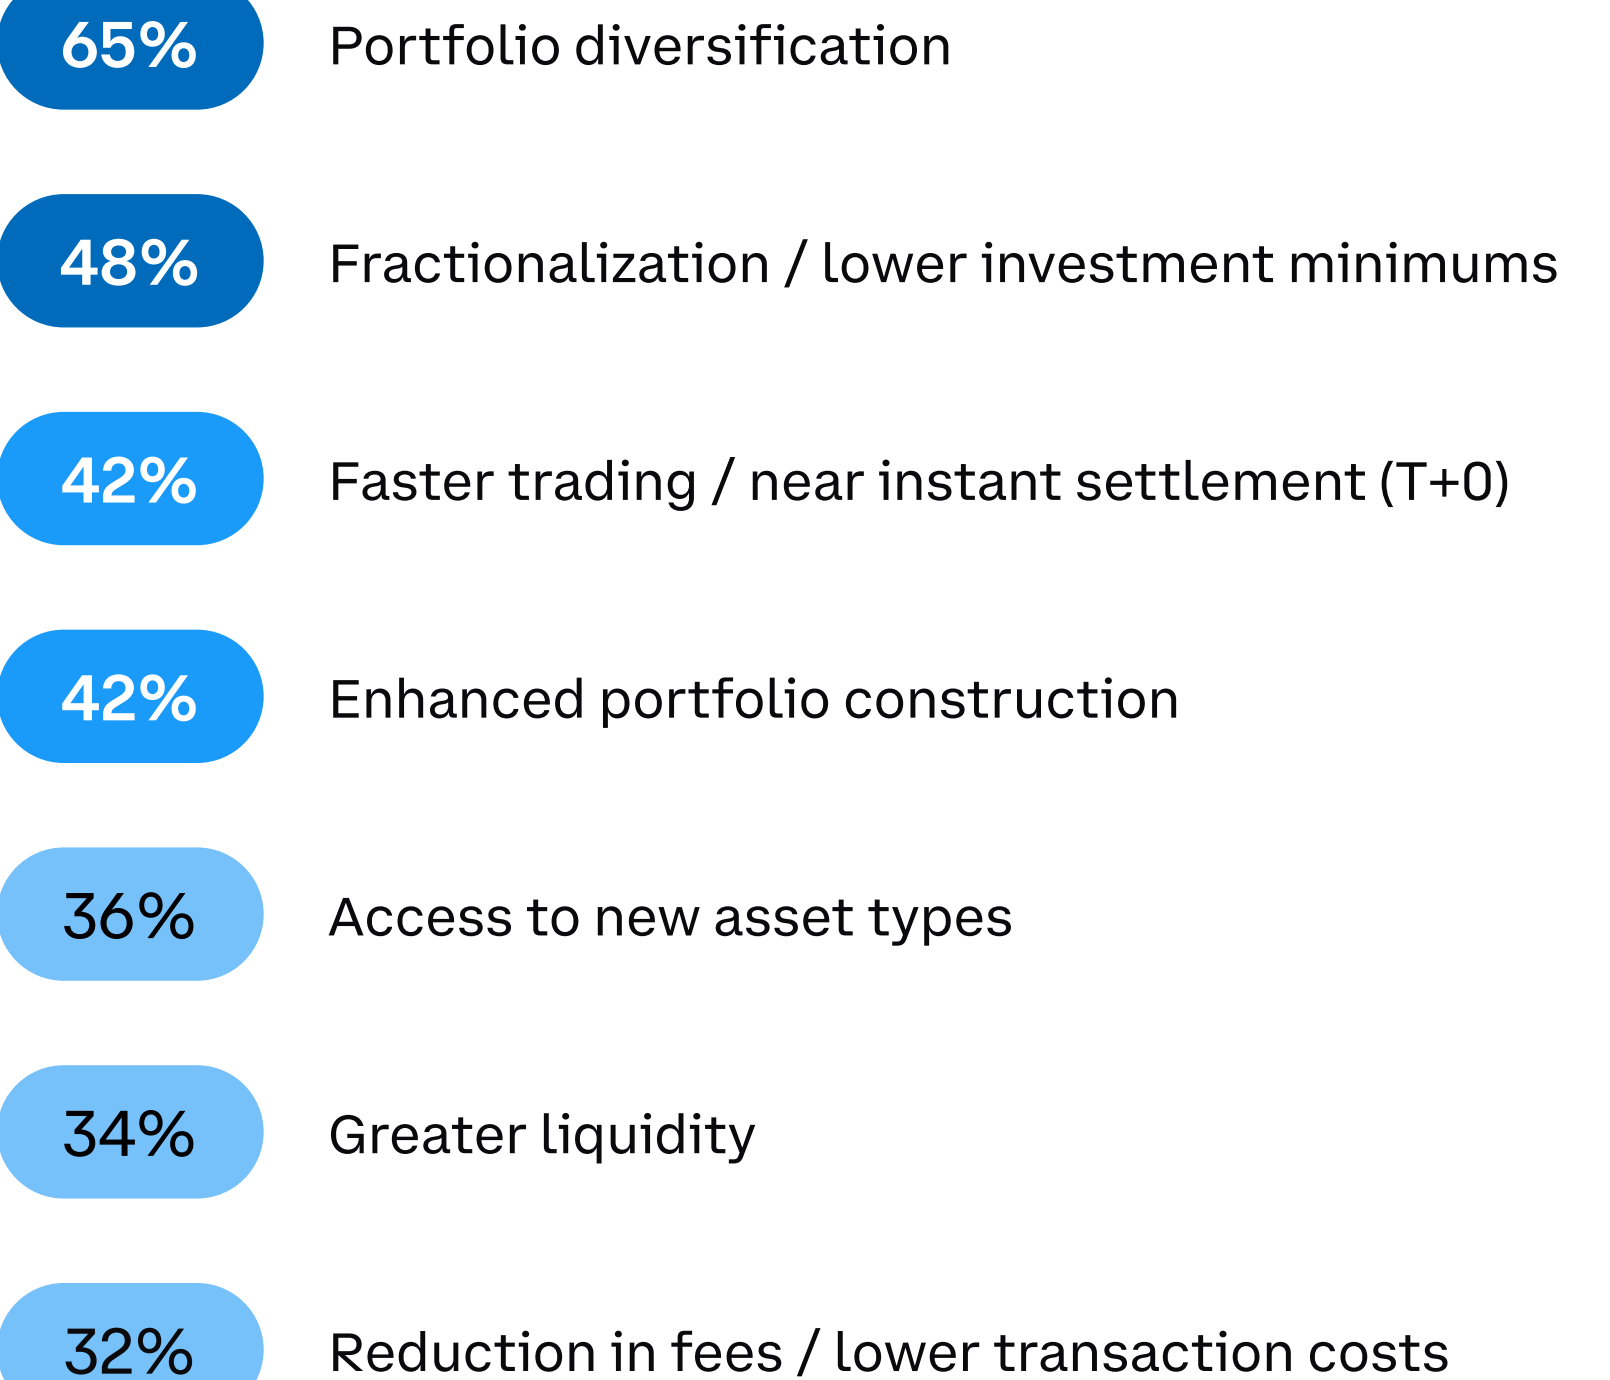 65% Portfolio diversification
48% Fractionalization / lower investment minimums
42% Faster trading / near instant settlement (T+0)
42% Enhanced portfolio construction
36% Access to new asset types
34% Greater liquidity
32% Reduction in fees / lower transaction costs